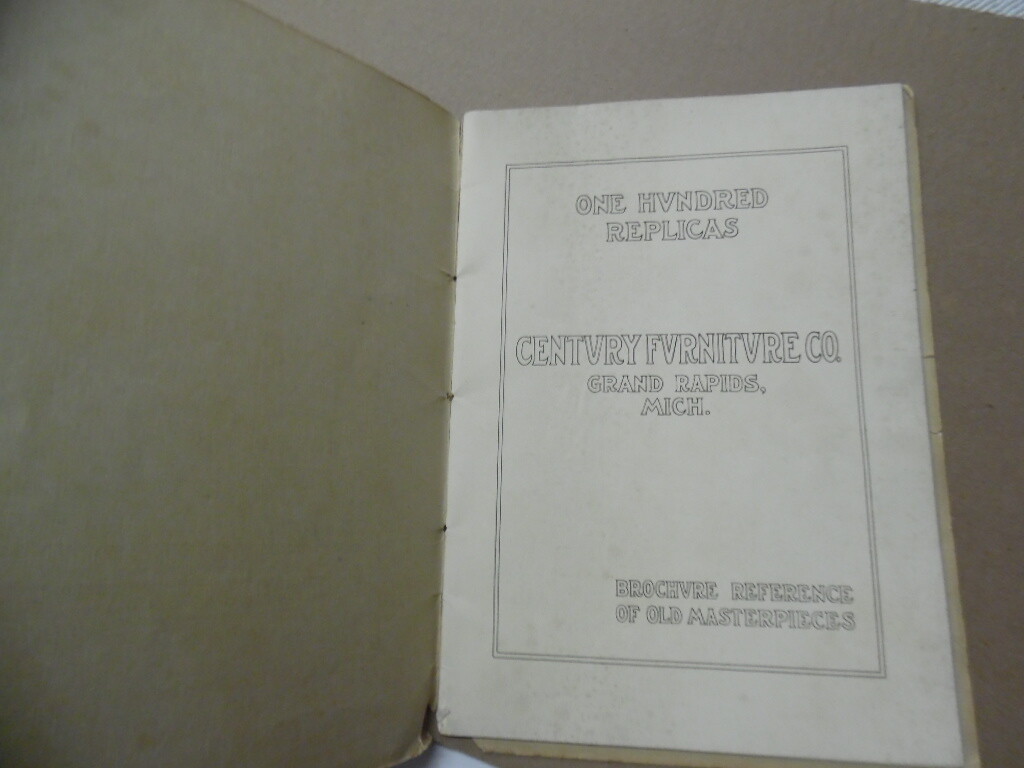 ONE HVNDRED
REPLICAS
CENTVRY FVRNITVRE CO.
GRAND RAPIDS,
MICH.
BROCHVRE REFERENCE
OF OLD MASTERPIECES